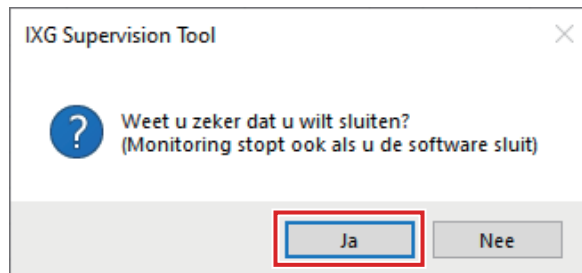 IXG Supervision Tool
Weet u zeker dat u wilt sluiten?
(Monitoring stopt ook als u de software sluit)
Ja
Nee